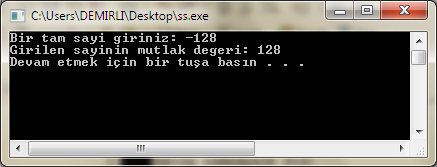 C:\Users\DEMIRLI\Desktop\ss.exe
Bir tam sayi giriniz: -128
Girilen sayinin mutlak degeri: 128
Devam etmek için bir tuşa basın . . .